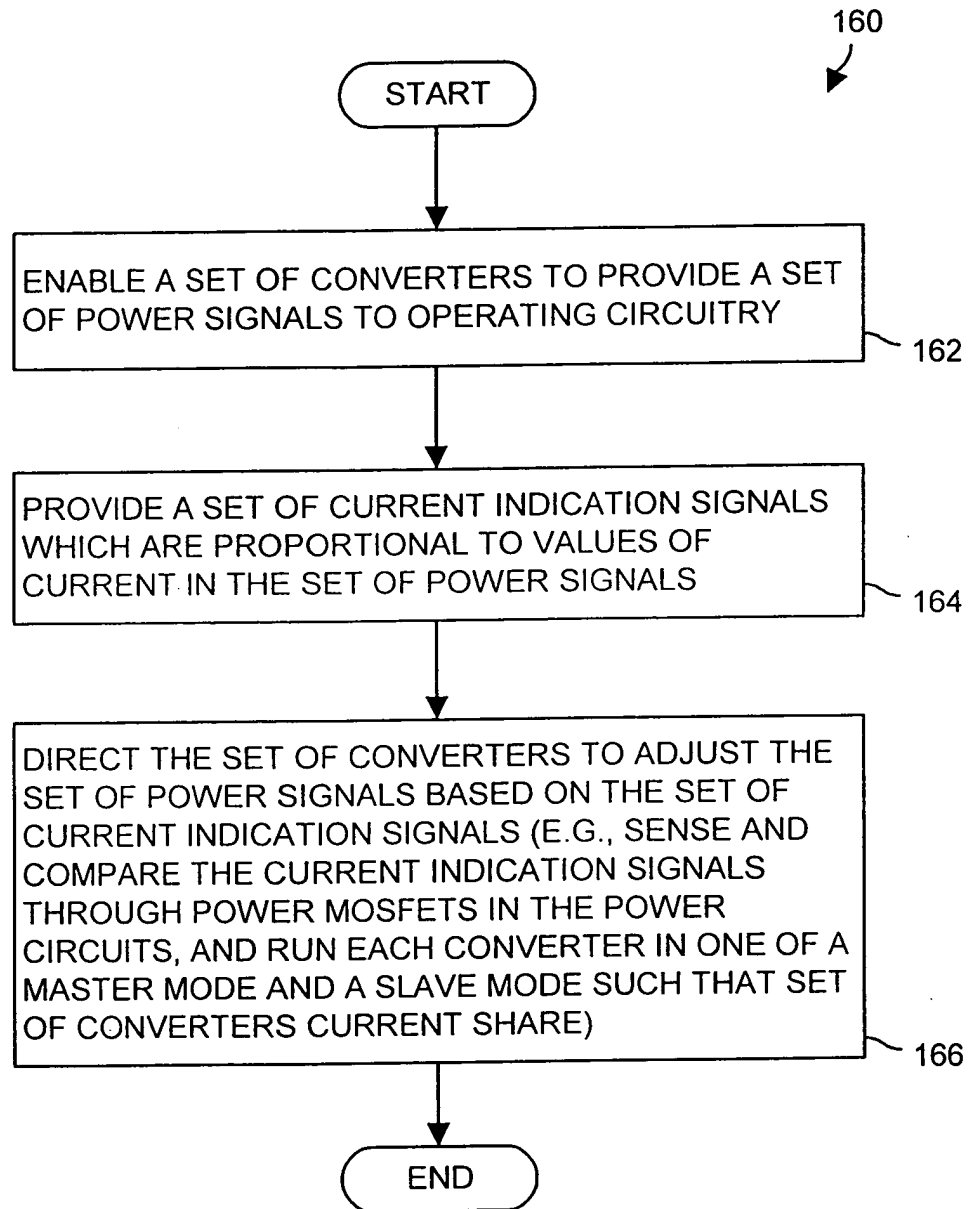 160
START
ENABLE A SET OF CONVERTERS TO PROVIDE A SET
OF POWER SIGNALS TO OPERATING CIRCUITRY
162
PROVIDE A SET OF CURRENT INDICATION SIGNALS
WHICH ARE PROPORTIONAL TO VALUES OF
CURRENT IN THE SET OF POWER SIGNALS
164
DIRECT THE SET OF CONVERTERS TO ADJUST THE
SET OF POWER SIGNALS BASED ON THE SET OF
CURRENT INDICATION SIGNALS (E.G., SENSE AND
COMPARE THE CURRENT INDICATION SIGNALS
THROUGH POWER MOSFETS IN THE POWER
CIRCUITS, AND RUN EACH CONVERTER IN ONE OF A
MASTER MODE AND A SLAVE MODE SUCH THAT SET
OF CONVERTERS CURRENT SHARE)
166
END